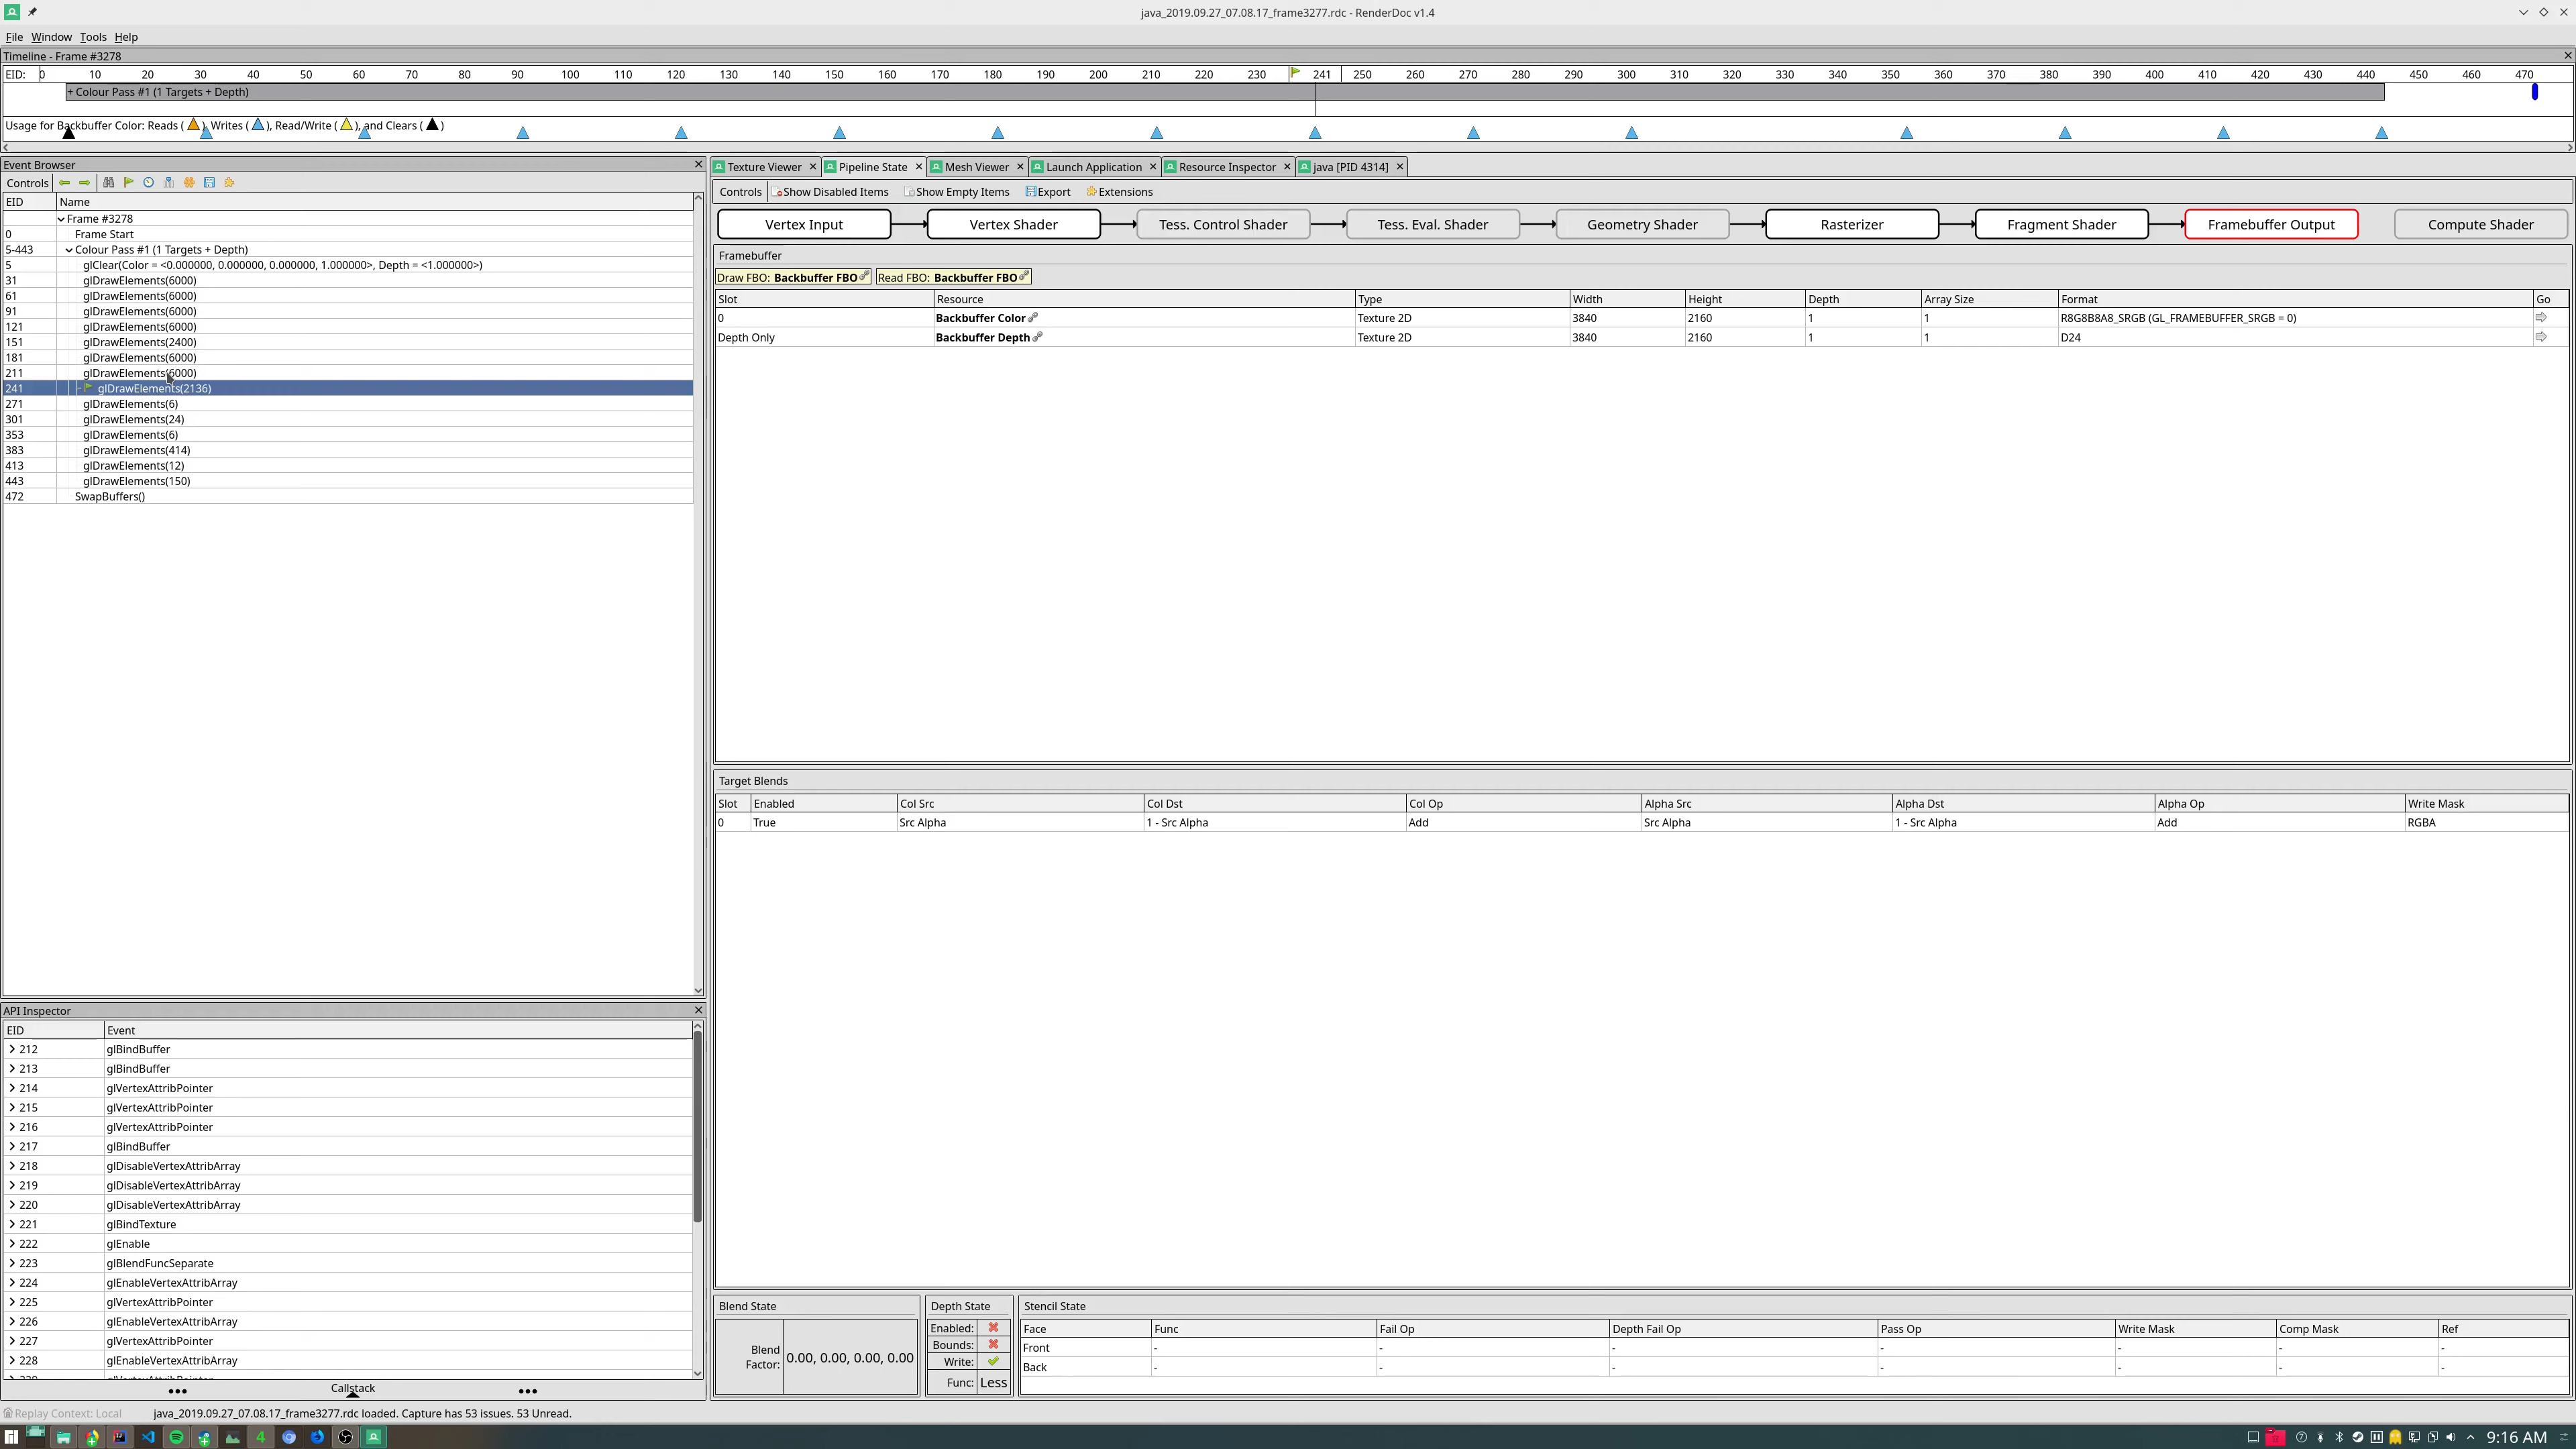 java_2019.09.27_07.08.17_frame3277.rdc - RenderDoc v1.4
File Window Tools Help
Timeline - Frame #3278
EID: 0 10 20 30 40 50 60 70 80 90 100 110 120 130 140 150 160 170 180 190 200 210 220 230 241 250 260 270 280 290 300 310 320 330 340 350 360 370 380 390 400 410 420 430 440 450 460 470
+ Colour Pass #1 (1 Targets + Depth)
Usage for Backbuffer Color: Reads ( ), Writes ( ), Read/Write ( ), and Clears ( )
Event Browser
Controls
EID Name
Frame #3278
0 Frame Start
5-443 Colour Pass #1 (1 Targets + Depth)
5 glClear(Color = <0.000000, 0.000000, 0.000000, 1.000000>, Depth = <1.000000>)
31 glDrawElements(6000)
61 glDrawElements(6000)
91 glDrawElements(6000)
121 glDrawElements(6000)
151 glDrawElements(2400)
181 glDrawElements(6000)
211 glDrawElements(6000)
241 glDrawElements(2136)
271 glDrawElements(6)
301 glDrawElements(24)
353 glDrawElements(6)
383 glDrawElements(414)
413 glDrawElements(12)
443 glDrawElements(150)
472 SwapBuffers()
API Inspector
EID Event
212 glBindBuffer
213 glBindBuffer
214 glVertexAttribPointer
215 glVertexAttribPointer
216 glVertexAttribPointer
217 glBindBuffer
218 glDisableVertexAttribArray
219 glDisableVertexAttribArray
220 glDisableVertexAttribArray
221 glBindTexture
222 glEnable
223 glBlendFuncSeparate
224 glEnableVertexAttribArray
225 glVertexAttribPointer
226 glEnableVertexAttribArray
227 glVertexAttribPointer
228 glEnableVertexAttribArray
Callstack
Texture Viewer Pipeline State Mesh Viewer Launch Application Resource Inspector java [PID 4314]
Controls Show Disabled Items Show Empty Items Export Extensions
Vertex Input Vertex Shader Tess. Control Shader Tess. Eval. Shader Geometry Shader Rasterizer Fragment Shader Framebuffer Output Compute Shader
Framebuffer
Draw FBO: Backbuffer FBO Read FBO: Backbuffer FBO
Slot Resource Type Width Height Depth Array Size Format Go
0 Backbuffer Color Texture 2D 3840 2160 1 1 R8G8B8A8_SRGB (GL_FRAMEBUFFER_SRGB = 0)
Depth Only Backbuffer Depth Texture 2D 3840 2160 1 1 D24
Target Blends
Slot Enabled Col Src Col Dst Col Op Alpha Src Alpha Dst Alpha Op Write Mask
0 True Src Alpha 1 - Src Alpha Add Src Alpha 1 - Src Alpha Add RGBA
Blend State
Blend Factor: 0.00, 0.00, 0.00, 0.00
Depth State
Enabled:
Bounds:
Write:
Func: Less
Stencil State
Face Func Fail Op Depth Fail Op Pass Op Write Mask Comp Mask Ref
Front - - - - - - -
Back - - - - - - -
Replay Context: Local java_2019.09.27_07.08.17_frame3277.rdc loaded. Capture has 53 issues. 53 Unread.
9:16 AM